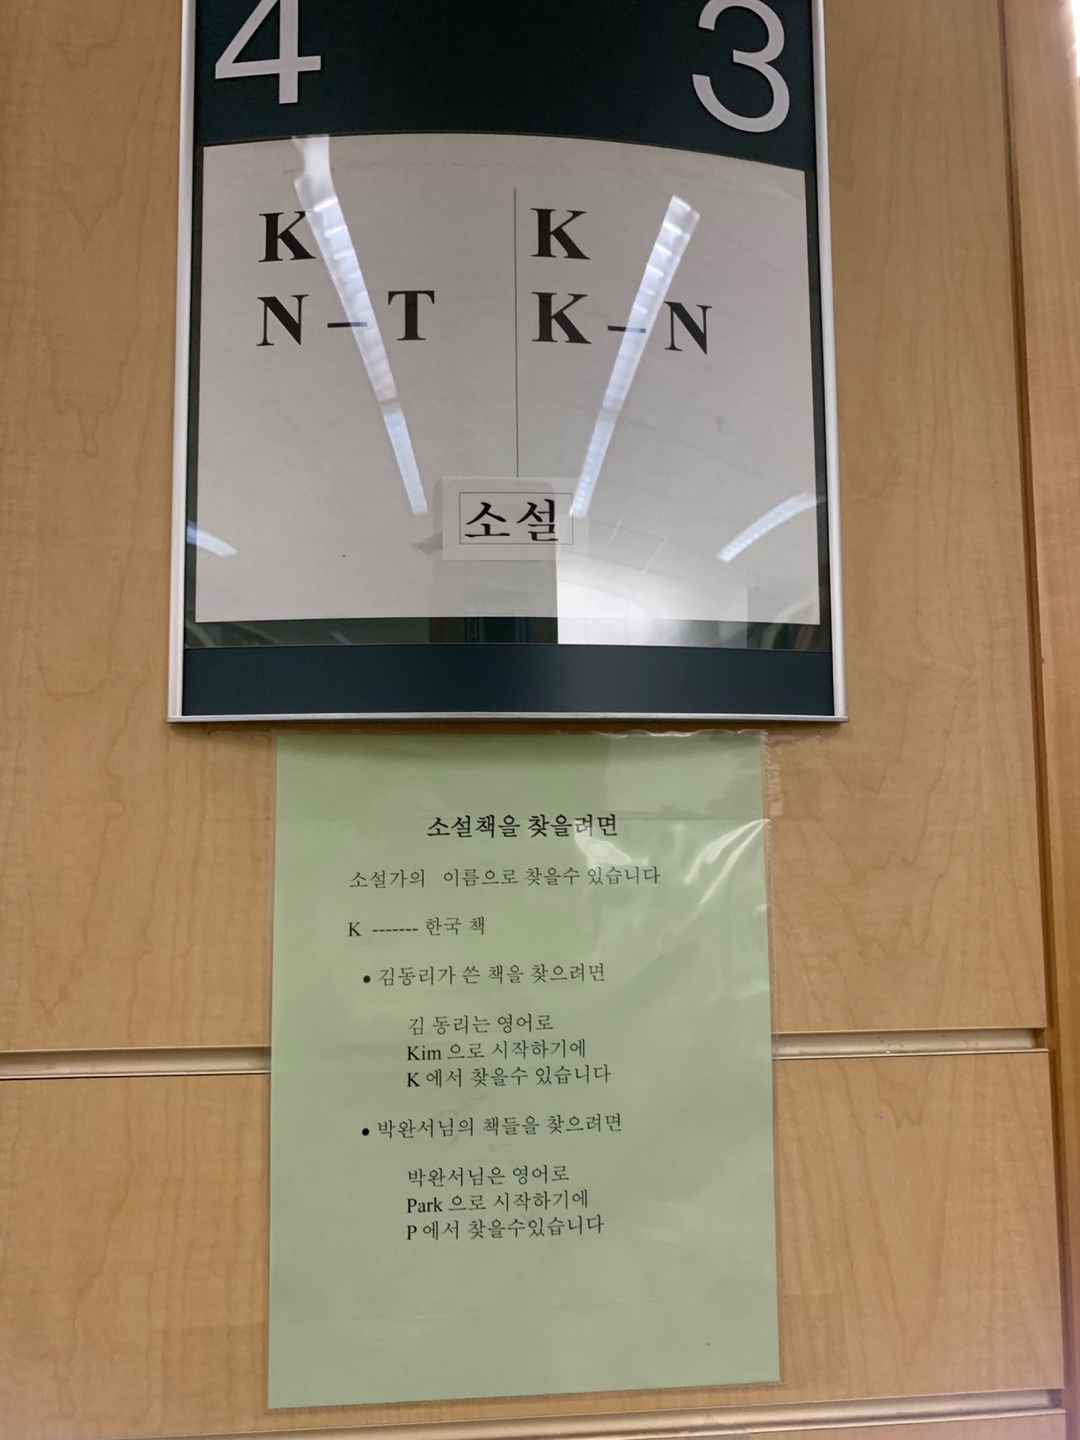 4 3
K K
N – T K – N
소설
소설책을 찾을려면
소설가의 이름으로 찾을수 있습니다
K ------- 한국 책
• 김동리가 쓴 책을 찾으려면
김 동리는 영어로
Kim 으로 시작하기에
K 에서 찾을수 있습니다
• 박완서님의 책들을 찾으려면
박완서님은 영어로
Park 으로 시작하기에
P 에서 찾을수있습니다